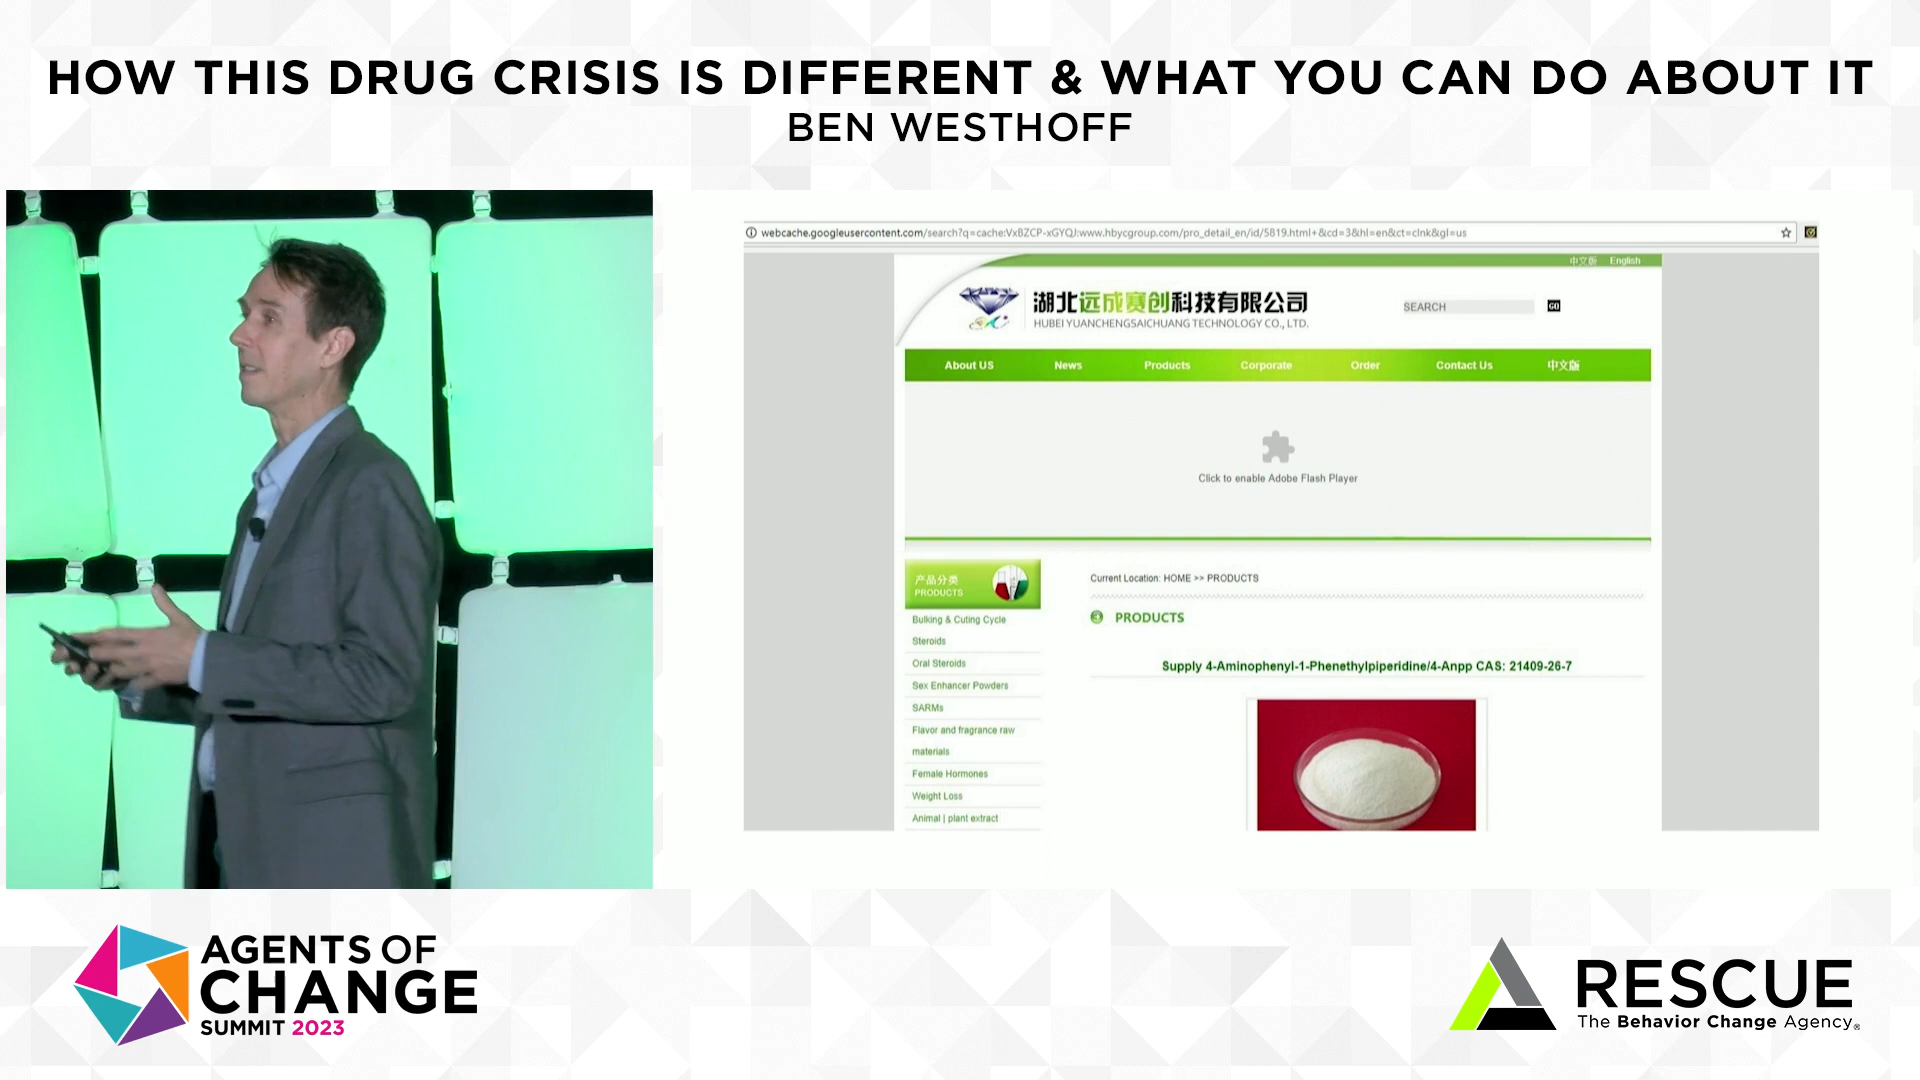 HOW THIS DRUG CRISIS IS DIFFERENT & WHAT YOU CAN DO ABOUT IT
BEN WESTHOFF
webcache.googleusercontent.com/search?q=cache:VxBZCP-xGYQJ:www.hbycgroup.com/pro_detail_en/id/5819.html+&cd=3&hl=en&ct=clnk&gl=us
中文版 English
湖北远成赛创科技有限公司
HUBEI YUANCHENGSAICHUANG TECHNOLOGY CO., LTD.
SEARCH GO
About US News Products Corporate Order Contact Us 中文版
Click to enable Adobe Flash Player
产品分类
PRODUCTS
Bulking & Cuting Cycle
Steroids
Oral Steroids
Sex Enhancer Powders
SARMs
Flavor and fragrance raw
materials
Female Hormones
Weight Loss
Animal | plant extract
Current Location: HOME >> PRODUCTS
PRODUCTS
Supply 4-Aminophenyl-1-Phenethylpiperidine/4-Anpp CAS: 21409-26-7
AGENTS OF
CHANGE
SUMMIT 2023
RESCUE
The Behavior Change Agency®